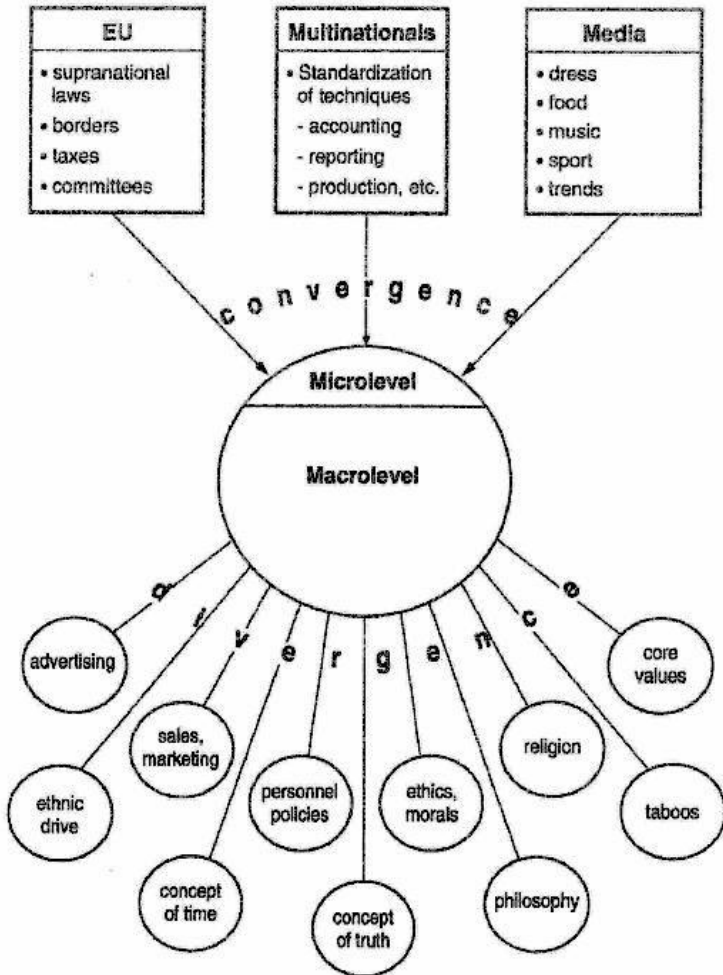 EU
• supranational
laws
• borders
• taxes
• committees
Multinationals
• Standardization
of techniques
- accounting
- reporting
- production, etc.
Media
• dress
• food
• music
• sport
• trends
convergence
Microlevel
Macrolevel
divergence
advertising
ethnic
drive
sales,
marketing
concept
of time
personnel
policies
concept
of truth
ethics,
morals
philosophy
religion
taboos
core
values